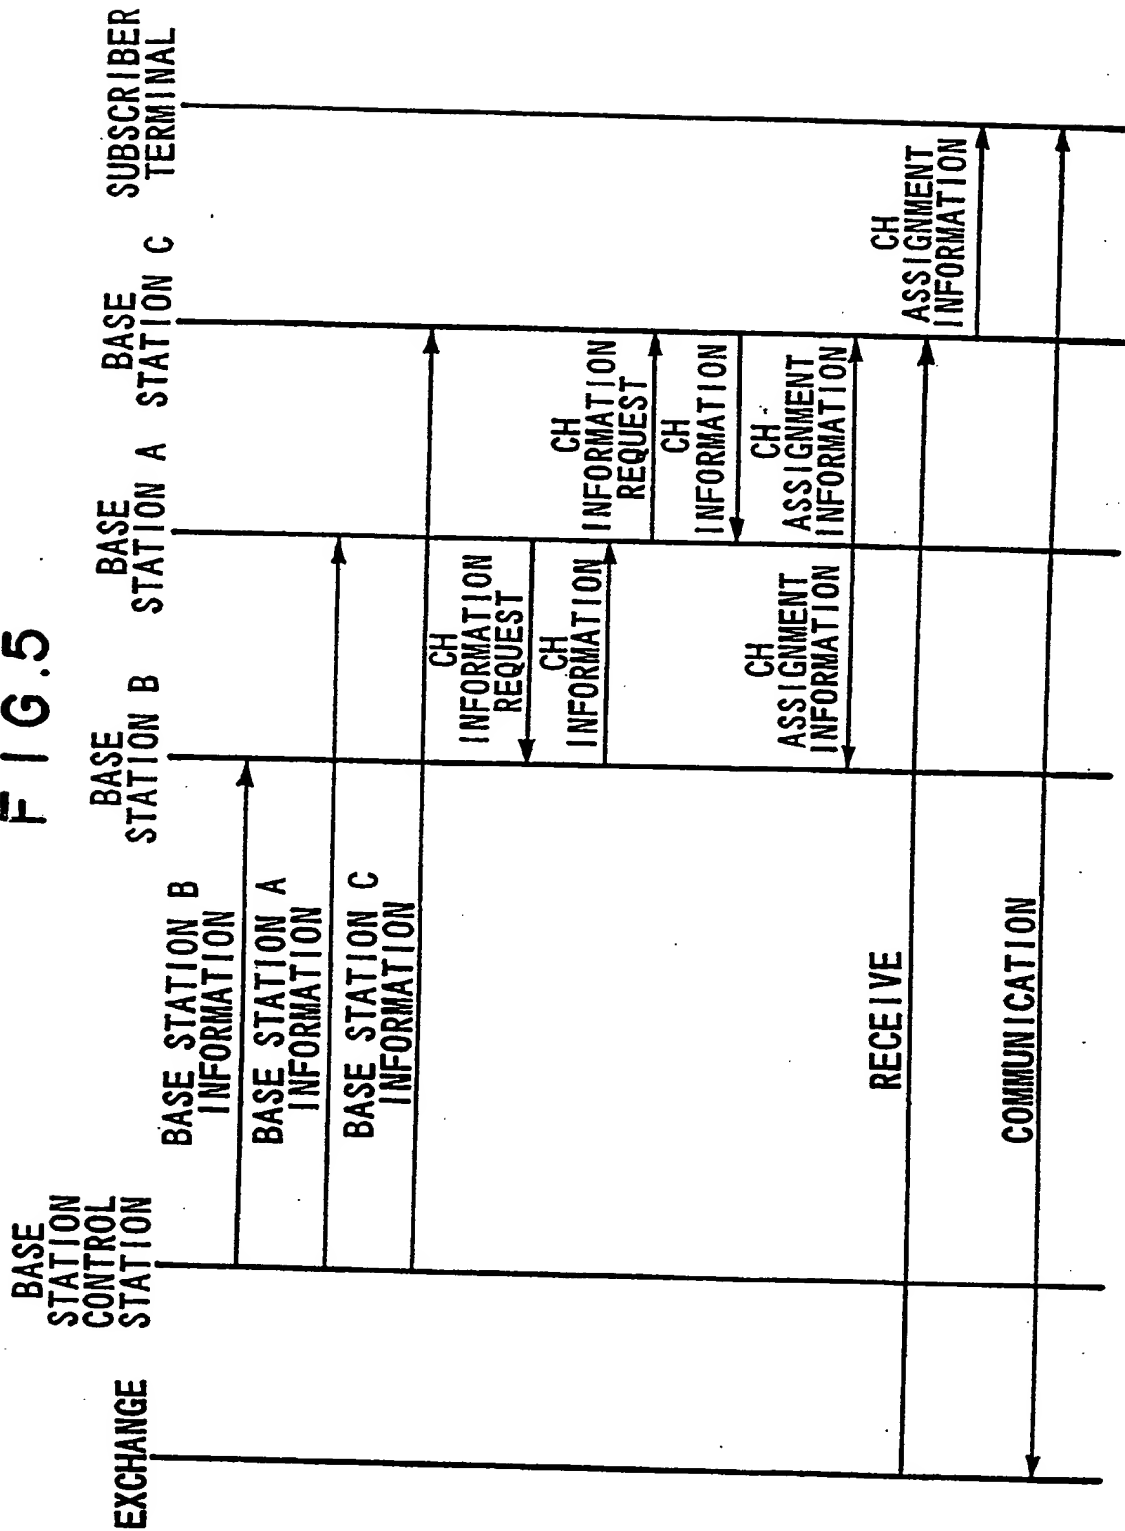 FIG.5
EXCHANGE
BASE
STATION
CONTROL
STATION
BASE
STATION B
BASE
STATION A
BASE
STATION C
SUBSCRIBER
TERMINAL
BASE STATION B
INFORMATION
BASE STATION A
INFORMATION
BASE STATION C
INFORMATION
CH
INFORMATION
REQUEST
CH
INFORMATION
CH
INFORMATION
REQUEST
CH
INFORMATION
CH
ASSIGNMENT
INFORMATION
CH
ASSIGNMENT
INFORMATION
RECEIVE
CH
ASSIGNMENT
INFORMATION
COMMUNICATION